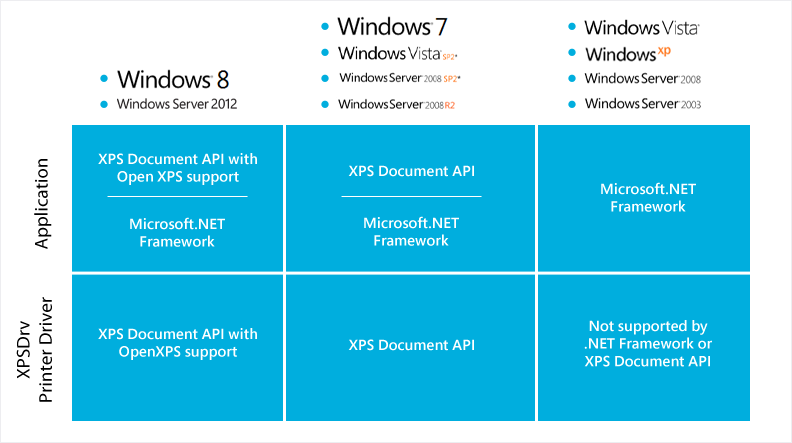 Windows 8
Windows Server 2012
Windows 7
Windows Vista SP2*
Windows Server 2008 SP2*
Windows Server 2008 R2
Windows Vista
Windows xp
Windows Server 2008
Windows Server 2003
Application
XPS Document API with
Open XPS support
Microsoft.NET
Framework
XPS Document API
Microsoft.NET
Framework
Microsoft.NET
Framework
XPSDrv
Printer Driver
XPS Document API with
OpenXPS support
XPS Document API
Not supported by
.NET Framework or
XPS Document API